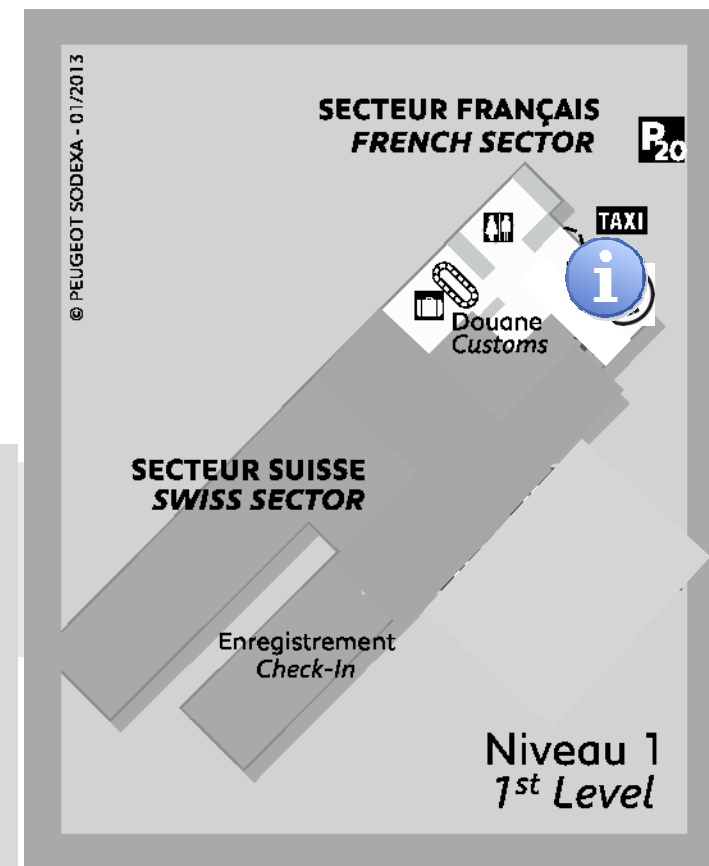 © PEUGEOT SODEXA - 01/2013
SECTEUR FRANÇAIS
FRENCH SECTOR
P20
TAXI
i
Douane
Customs
SECTEUR SUISSE
SWISS SECTOR
Enregistrement
Check-In
Niveau 1
1st Level